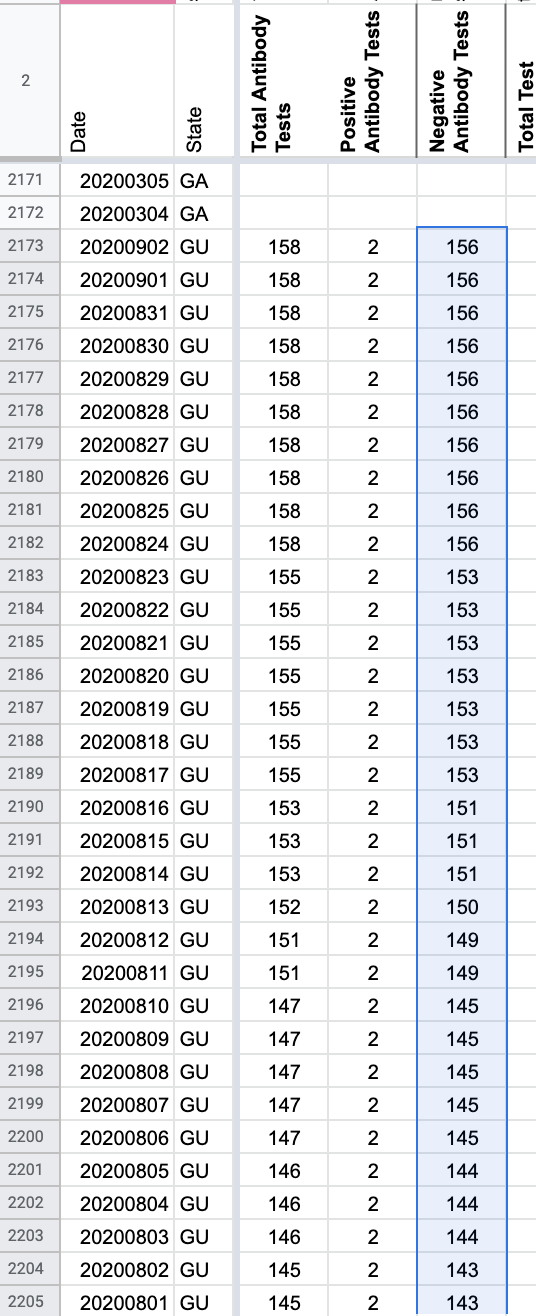 2 Date State Total Antibody Tests Positive Antibody Tests Negative Antibody Tests Total Test
2171 20200305 GA
2172 20200304 GA
2173 20200902 GU 158 2 156
2174 20200901 GU 158 2 156
2175 20200831 GU 158 2 156
2176 20200830 GU 158 2 156
2177 20200829 GU 158 2 156
2178 20200828 GU 158 2 156
2179 20200827 GU 158 2 156
2180 20200826 GU 158 2 156
2181 20200825 GU 158 2 156
2182 20200824 GU 158 2 156
2183 20200823 GU 155 2 153
2184 20200822 GU 155 2 153
2185 20200821 GU 155 2 153
2186 20200820 GU 155 2 153
2187 20200819 GU 155 2 153
2188 20200818 GU 155 2 153
2189 20200817 GU 155 2 153
2190 20200816 GU 153 2 151
2191 20200815 GU 153 2 151
2192 20200814 GU 153 2 151
2193 20200813 GU 152 2 150
2194 20200812 GU 151 2 149
2195 20200811 GU 151 2 149
2196 20200810 GU 147 2 145
2197 20200809 GU 147 2 145
2198 20200808 GU 147 2 145
2199 20200807 GU 147 2 145
2200 20200806 GU 147 2 145
2201 20200805 GU 146 2 144
2202 20200804 GU 146 2 144
2203 20200803 GU 146 2 144
2204 20200802 GU 145 2 143
2205 20200801 GU 145 2 143